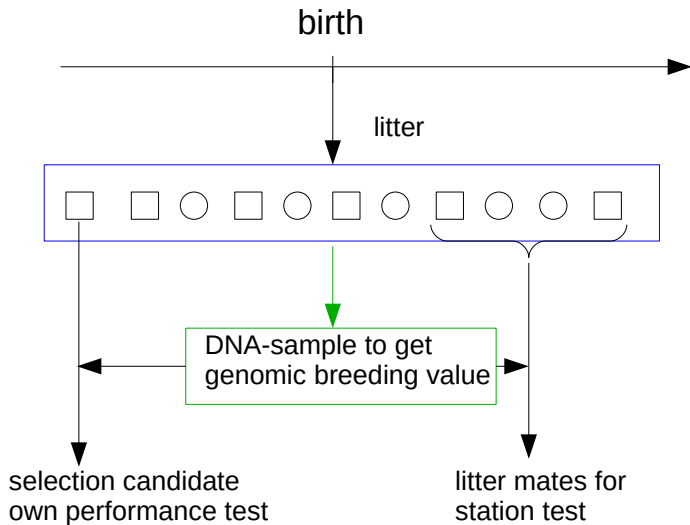 birth
litter
DNA-sample to get
genomic breeding value
selection candidate
own performance test
litter mates for
station test